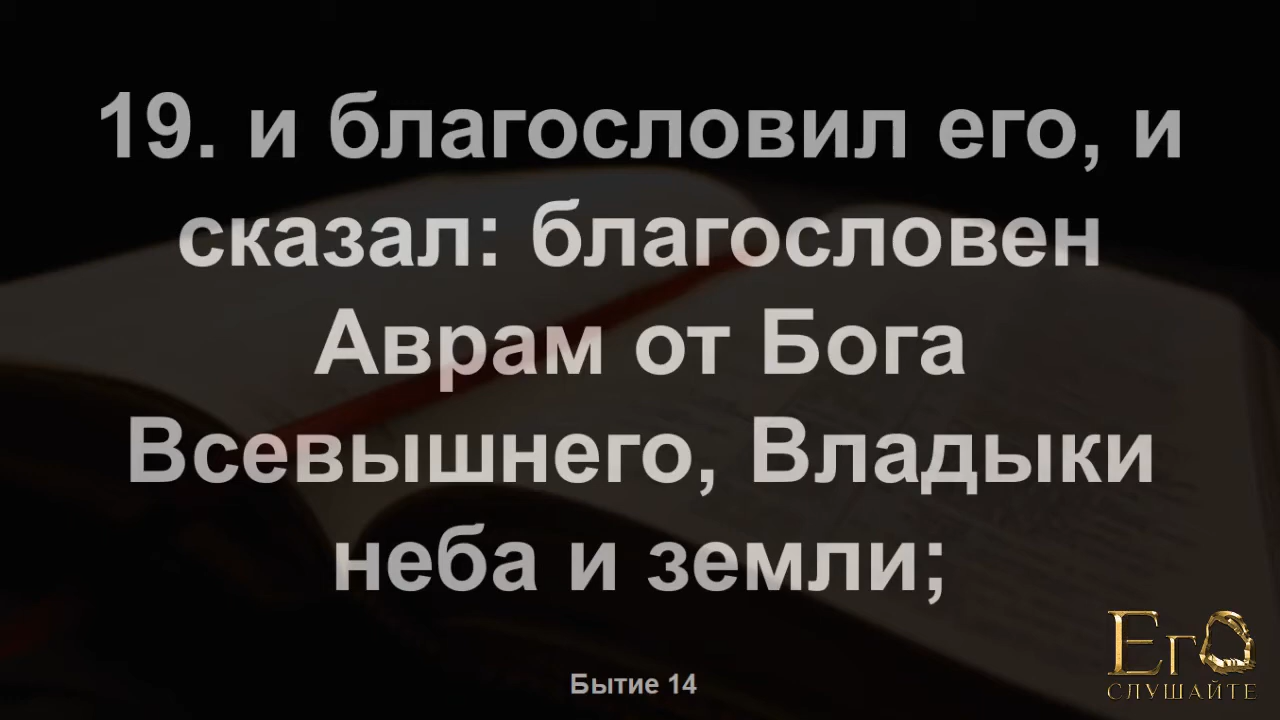 19. и благословил его, и
сказал: благословен
Аврам от Бога
Всевышнего, Владыки
неба и земли;
Бытие 14
ЕгО
СЛУШАЙТЕ